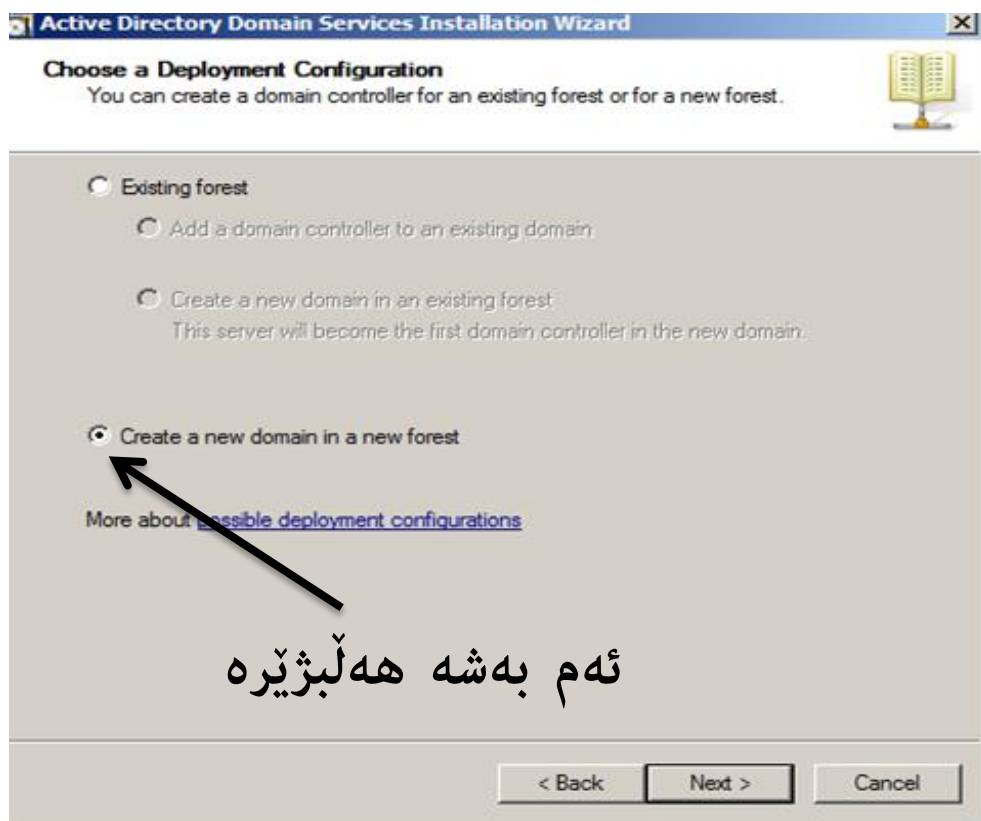 Active Directory Domain Services Installation Wizard
Choose a Deployment Configuration
You can create a domain controller for an existing forest or for a new forest.
Existing forest
Add a domain controller to an existing domain
Create a new domain in an existing forest
This server will become the first domain controller in the new domain.
Create a new domain in a new forest
More about possible deployment configurations
ئەم بەشە هەڵبژێرە
< Back Next > Cancel